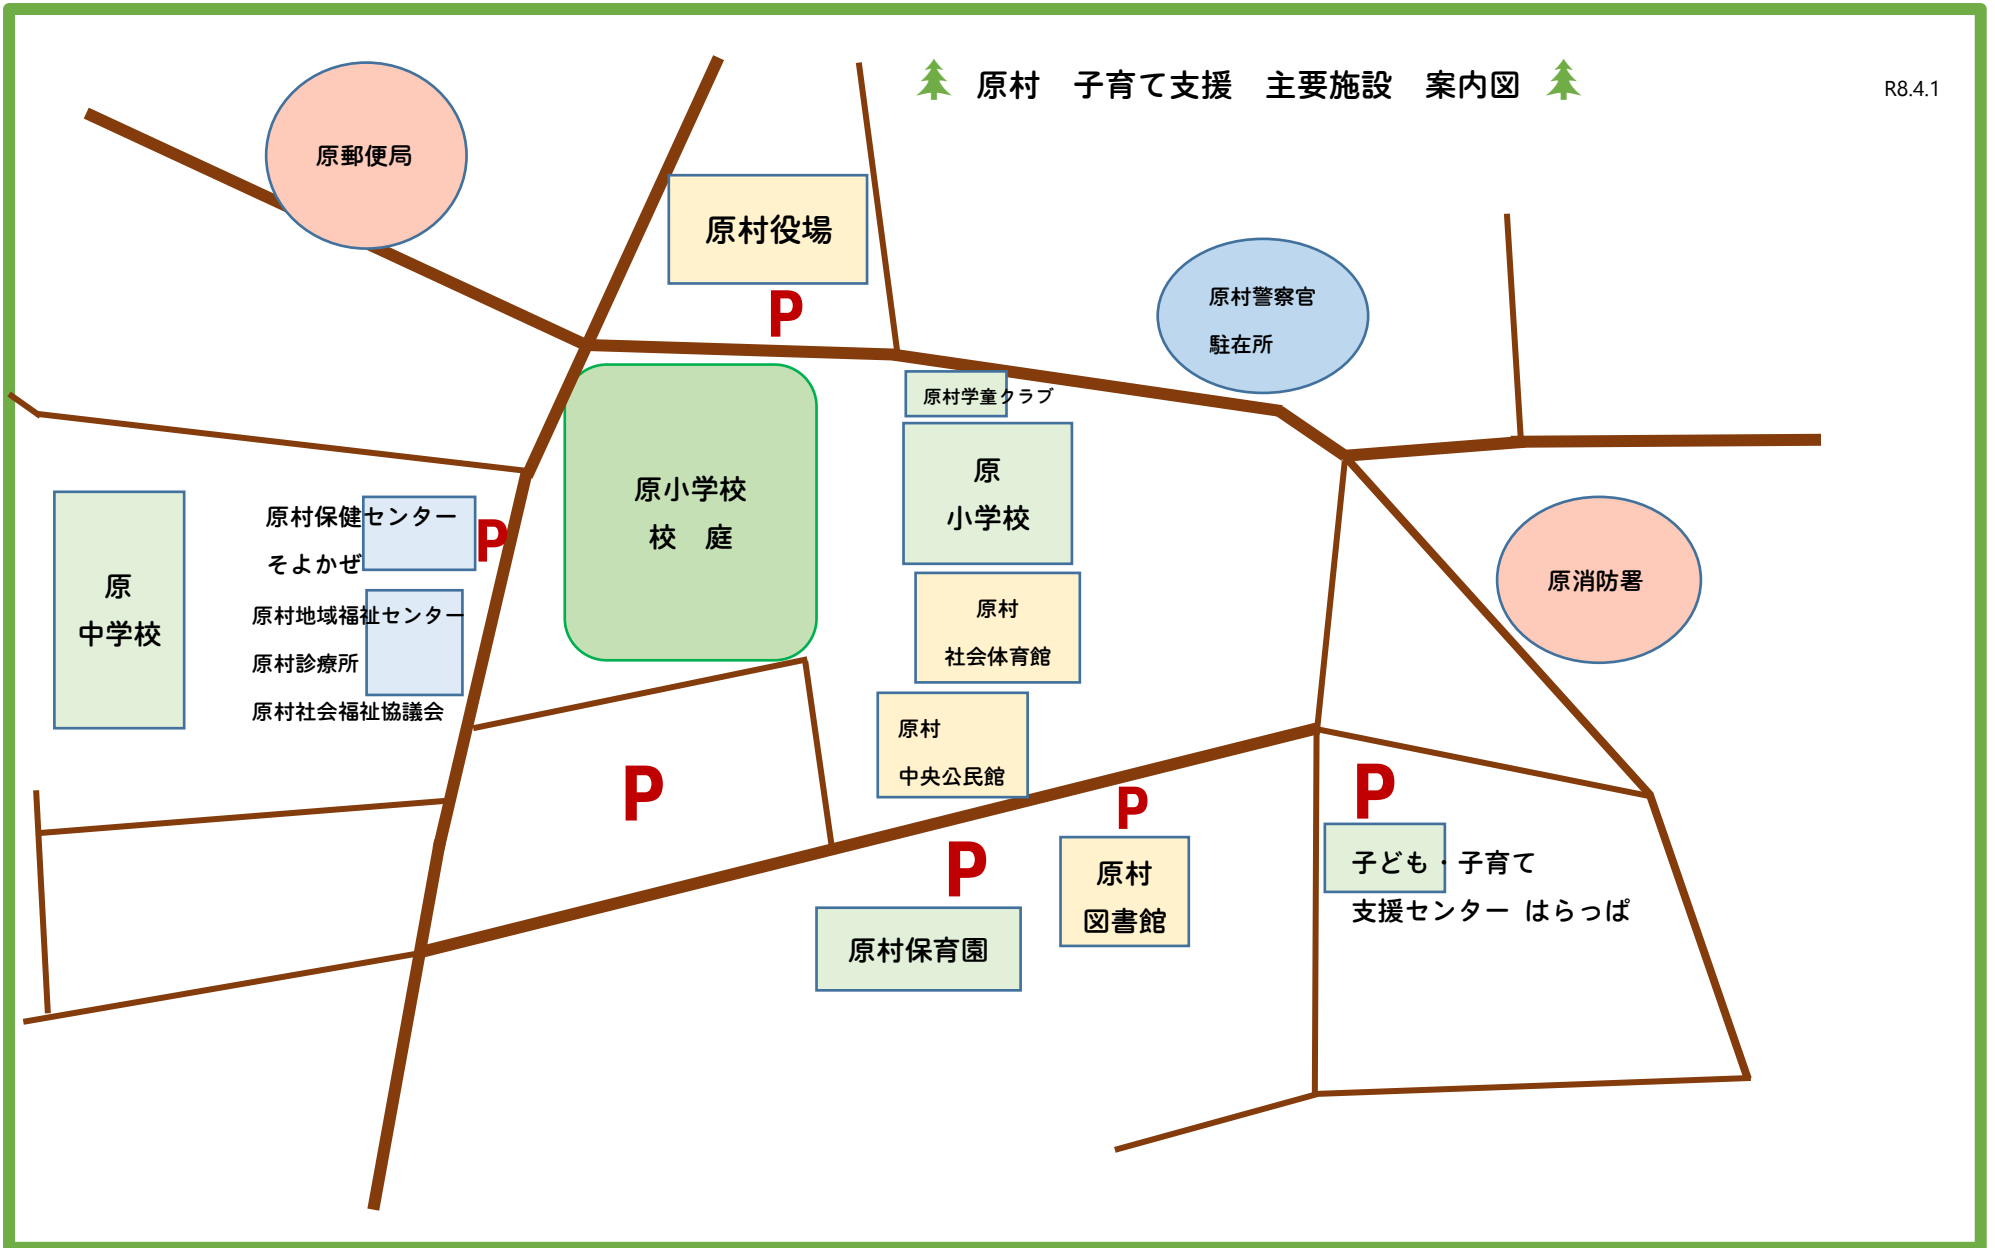 原村　子育て支援　主要施設　案内図
R8.4.1
原郵便局
原村役場
P
原村警察官
駐在所
原村学童クラブ
原
小学校
原小学校
校　庭
原村保健センター
そよかぜ
P
原
中学校
原村地域福祉センター
原村診療所
原村社会福祉協議会
原村
社会体育館
原消防署
原村
中央公民館
P
P
P
P
原村
図書館
子ども・子育て
支援センター はらっぱ
原村保育園